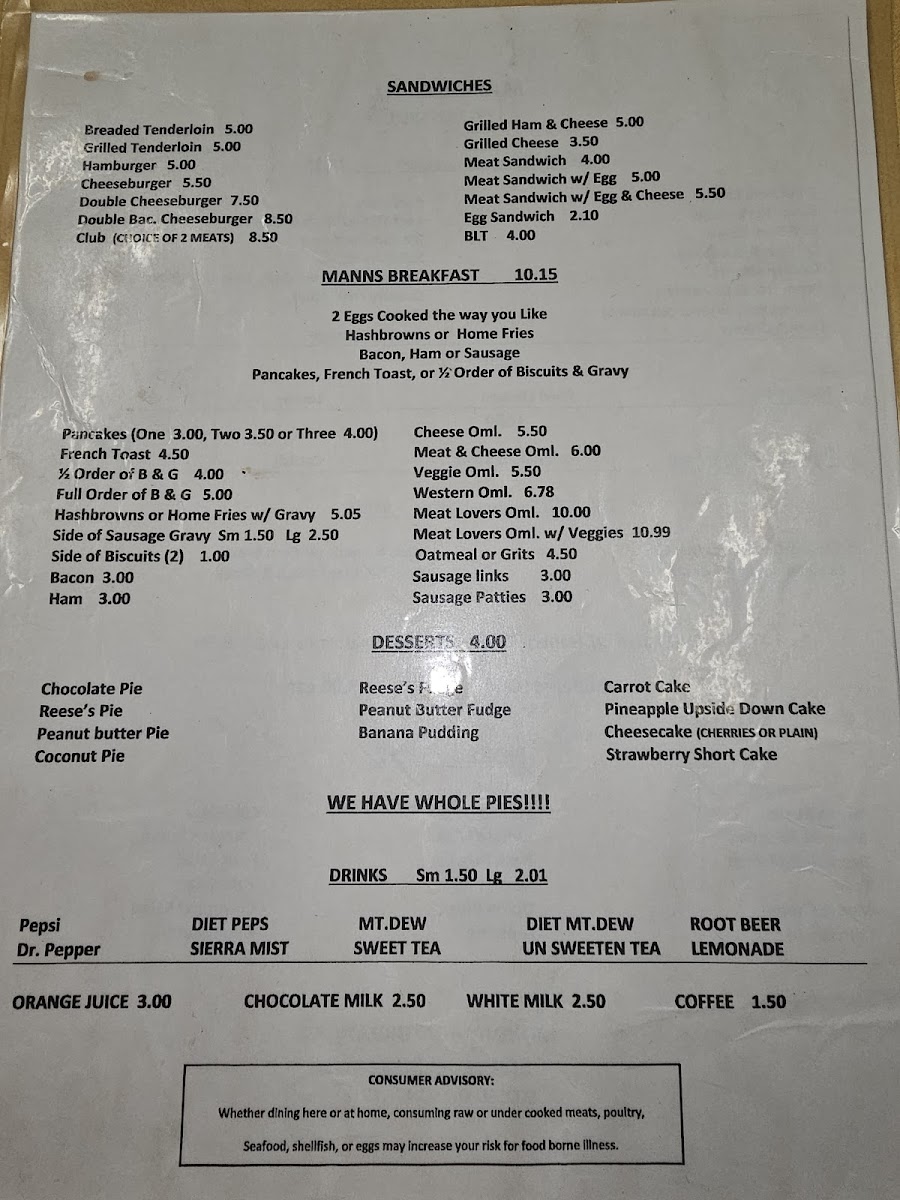 SANDWICHES
Breaded Tenderloin 5.00
Grilled Tenderloin 5.00
Hamburger 5.00
Cheeseburger 5.50
Double Cheeseburger 7.50
Double Bac. Cheeseburger 8.50
Club (CHOICE OF 2 MEATS) 8.50
Grilled Ham & Cheese 5.00
Grilled Cheese 3.50
Meat Sandwich 4.00
Meat Sandwich w/ Egg 5.00
Meat Sandwich w/ Egg & Cheese 5.50
Egg Sandwich 2.10
BLT 4.00
MANNS BREAKFAST 10.15
2 Eggs Cooked the way you Like
Hashbrowns or Home Fries
Bacon, Ham or Sausage
Pancakes, French Toast, or ½ Order of Biscuits & Gravy
Pancakes (One 3.00, Two 3.50 or Three 4.00)
French Toast 4.50
½ Order of B & G 4.00
Full Order of B & G 5.00
Hashbrowns or Home Fries w/ Gravy 5.05
Side of Sausage Gravy Sm 1.50 Lg 2.50
Side of Biscuits (2) 1.00
Bacon 3.00
Ham 3.00
Cheese Oml. 5.50
Meat & Cheese Oml. 6.00
Veggie Oml. 5.50
Western Oml. 6.78
Meat Lovers Oml. 10.00
Meat Lovers Oml. w/ Veggies 10.99
Oatmeal or Grits 4.50
Sausage links 3.00
Sausage Patties 3.00
DESSERTS 4.00
Chocolate Pie
Reese's Pie
Peanut butter Pie
Coconut Pie
Reese's
Peanut Butter Fudge
Banana Pudding
Carrot Cake
Pineapple Upside Down Cake
Cheesecake (CHERRIES OR PLAIN)
Strawberry Short Cake
WE HAVE WHOLE PIES!!!!
DRINKS Sm 1.50 Lg 2.01
Pepsi DIET PEPS MT.DEW DIET MT.DEW ROOT BEER
Dr. Pepper SIERRA MIST SWEET TEA UN SWEETEN TEA LEMONADE
ORANGE JUICE 3.00 CHOCOLATE MILK 2.50 WHITE MILK 2.50 COFFEE 1.50
CONSUMER ADVISORY:
Whether dining here or at home, consuming raw or under cooked meats, poultry,
Seafood, shellfish, or eggs may increase your risk for food borne illness.